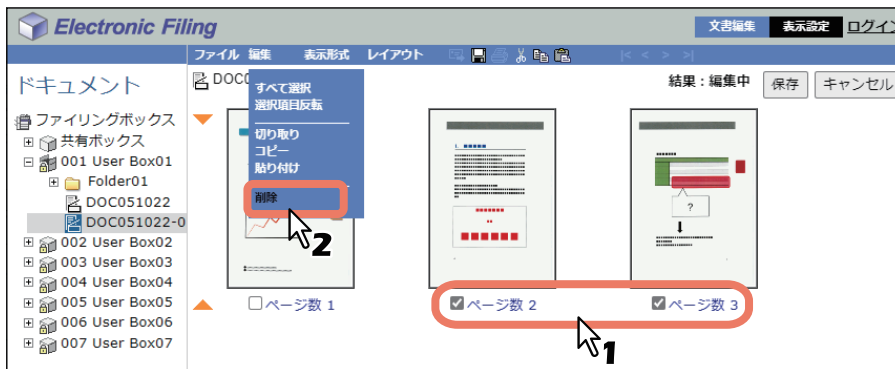 Electronic Filing
文書編集 表示設定 ログイン
ファイル 編集 表示形式 レイアウト |< < > >|
ドキュメント
DOC0 結果:編集中 保存 キャンセル
すべて選択
選択項目反転
切り取り
コピー
貼り付け
削除
2
ファイリングボックス
共有ボックス
001 User Box01
Folder01
DOC051022
DOC051022-0
002 User Box02
003 User Box03
004 User Box04
005 User Box05
006 User Box06
007 User Box07
?
ページ数 1 ページ数 2 ページ数 3
1